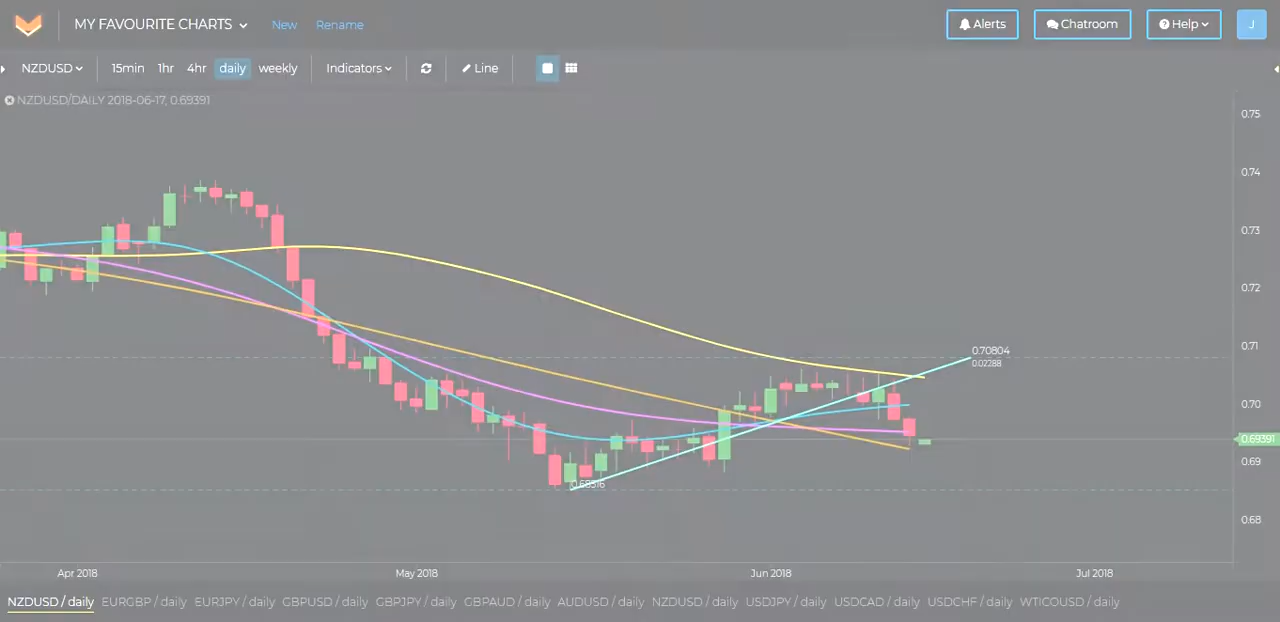 MY FAVOURITE CHARTS New Rename Alerts Chatroom Help J
NZDUSD 15min 1hr 4hr daily weekly Indicators Line
NZDUSD/DAILY 2018-06-17, 0.69391
0.75
0.74
0.73
0.72
0.71
0.70804
0.02288
0.70
0.69391
0.69
0.68516
0.68
Apr 2018 May 2018 Jun 2018 Jul 2018
NZDUSD / daily EURGBP / daily EURJPY / daily GBPUSD / daily GBPJPY / daily GBPAUD / daily AUDUSD / daily NZDUSD / daily USDJPY / daily USDCAD / daily USDCHF / daily WTICOUSD / daily